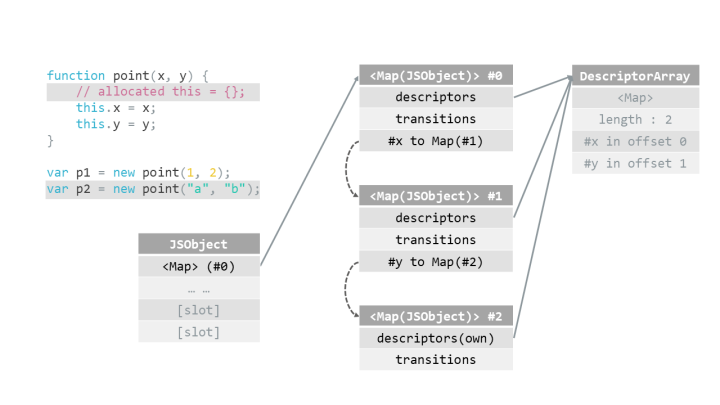 function point(x, y) {
// allocated this = {};
this.x = x;
this.y = y;
}
var p1 = new point(1, 2);
var p2 = new point("a", "b");
JSObject
<Map> (#0)
… …
[slot]
[slot]
<Map(JSObject)> #0
descriptors
transitions
#x to Map(#1)
<Map(JSObject)> #1
descriptors
transitions
#y to Map(#2)
<Map(JSObject)> #2
descriptors(own)
transitions
DescriptorArray
<Map>
length : 2
#x in offset 0
#y in offset 1